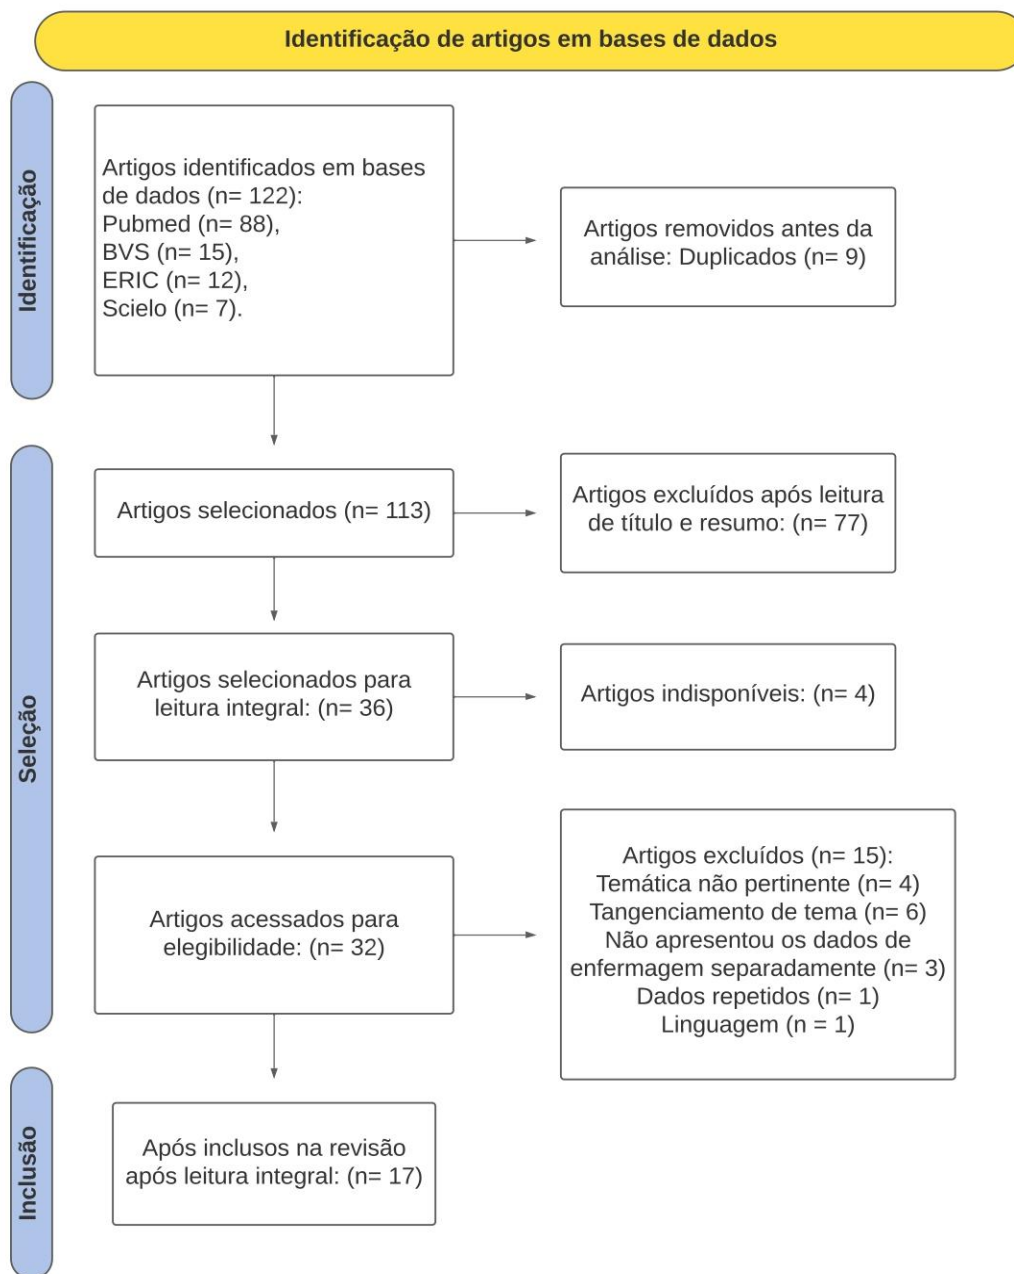 Identificação de artigos em bases de dados
Identificação
Artigos identificados em bases
de dados (n= 122):
Pubmed (n= 88),
BVS (n= 15),
ERIC (n= 12),
Scielo (n= 7).
Artigos removidos antes da
análise: Duplicados (n= 9)
Seleção
Artigos selecionados (n= 113)
Artigos excluídos após leitura
de título e resumo: (n= 77)
Artigos selecionados para
leitura integral: (n= 36)
Artigos indisponíveis: (n= 4)
Artigos acessados para
elegibilidade: (n= 32)
Artigos excluídos (n= 15):
Temática não pertinente (n= 4)
Tangenciamento de tema (n= 6)
Não apresentou os dados de
enfermagem separadamente (n= 3)
Dados repetidos (n= 1)
Linguagem (n = 1)
Inclusão
Após inclusos na revisão
após leitura integral: (n= 17)